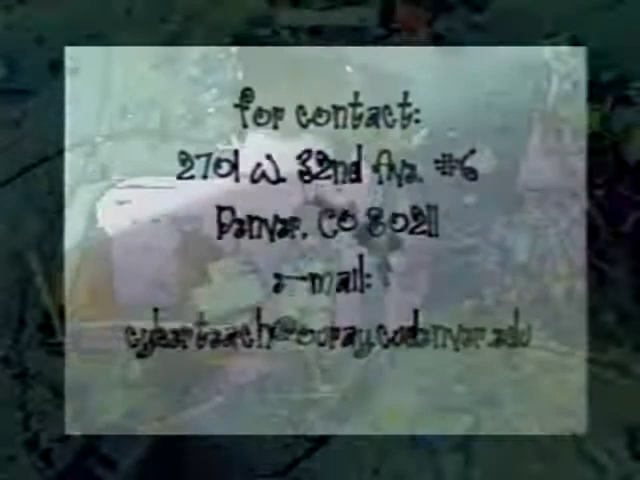 for contact:
2701 W. 32nd Ave. #6
Denver, CO 80211
e-mail: